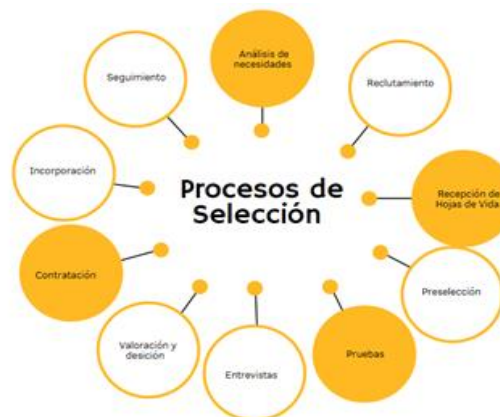 Análisis de
necesidades
Reclutamiento
Recepción de
Hojas de Vida
Preselección
Pruebas
Entrevistas
Valoración y
desición
Contratación
Incorporación
Seguimiento
Procesos de
Selección